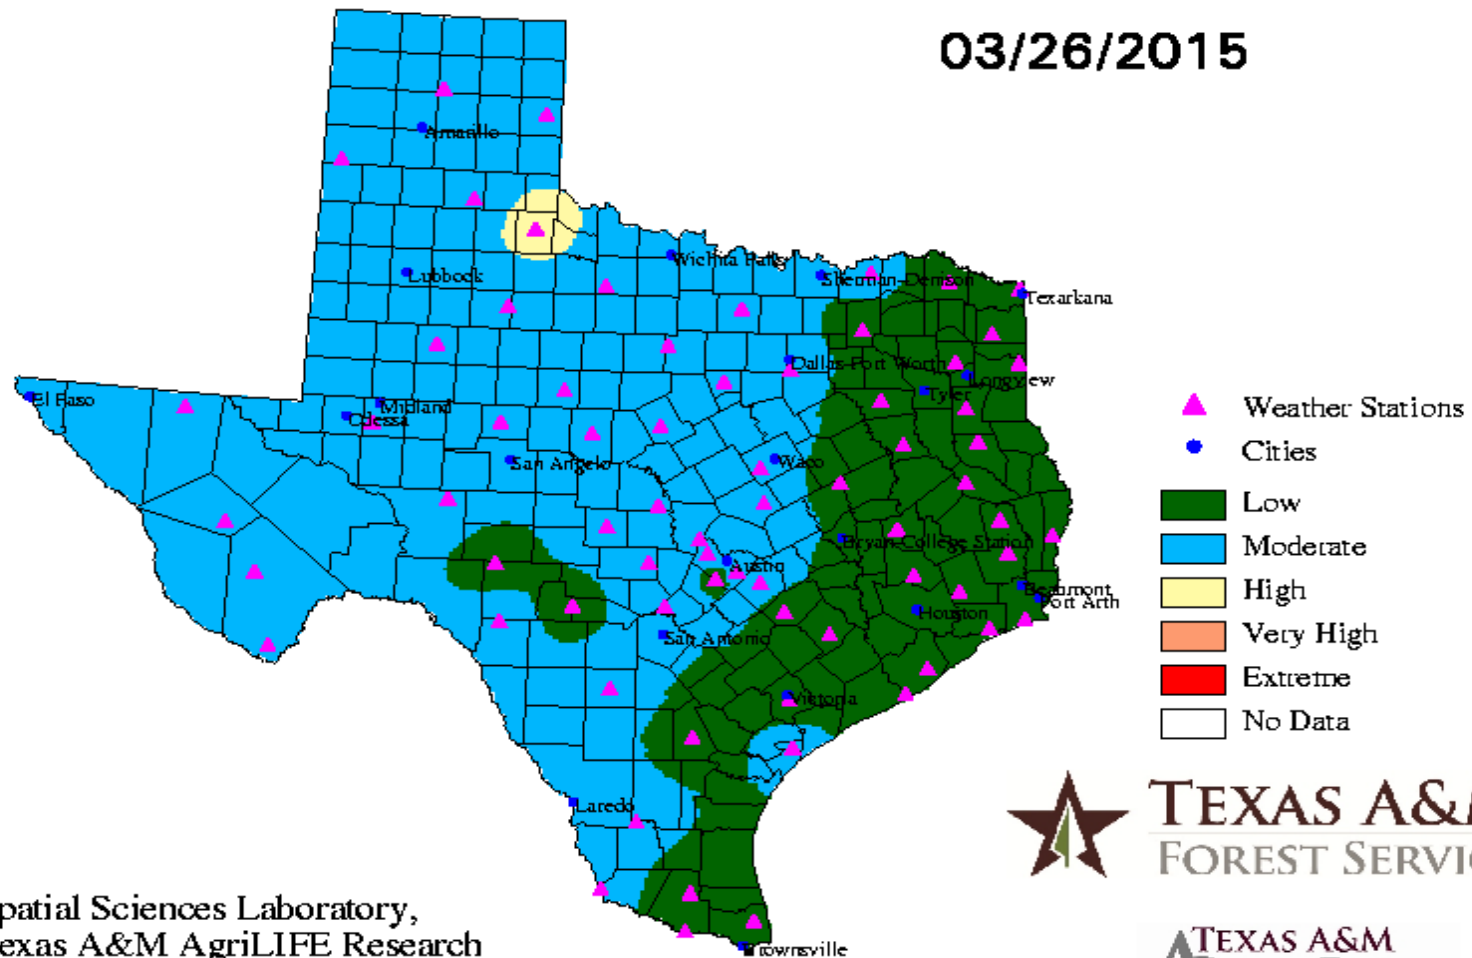 03/26/2015
Amarillo
Lubbock
Wichita Falls
Sherman-Denison
Texarkana
Dallas-Fort Worth
Longview
Tyler
El Paso
Midland
Odessa
San Angelo
Waco
Bryan-College Station
Austin
Beaumont
Port Arth
Houston
San Antonio
Victoria
Laredo
Brownsville
Weather Stations
Cities
Low
Moderate
High
Very High
Extreme
No Data
TEXAS A&M
FOREST SERVIC
patial Sciences Laboratory,
exas A&M AgriLIFE Research
TEXAS A&M